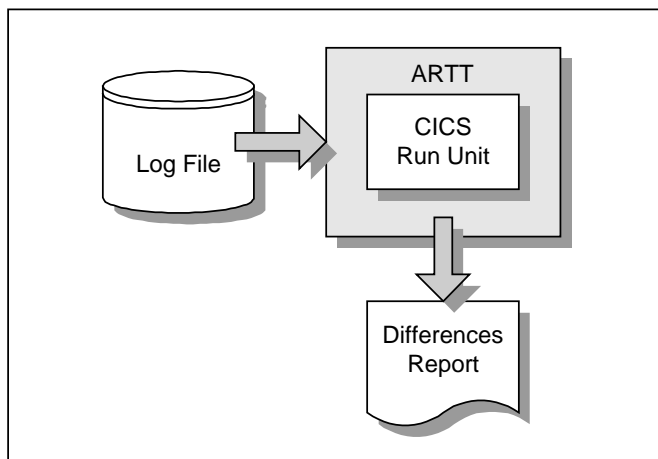 ARTT
CICS
Run Unit
Log File
Differences
Report